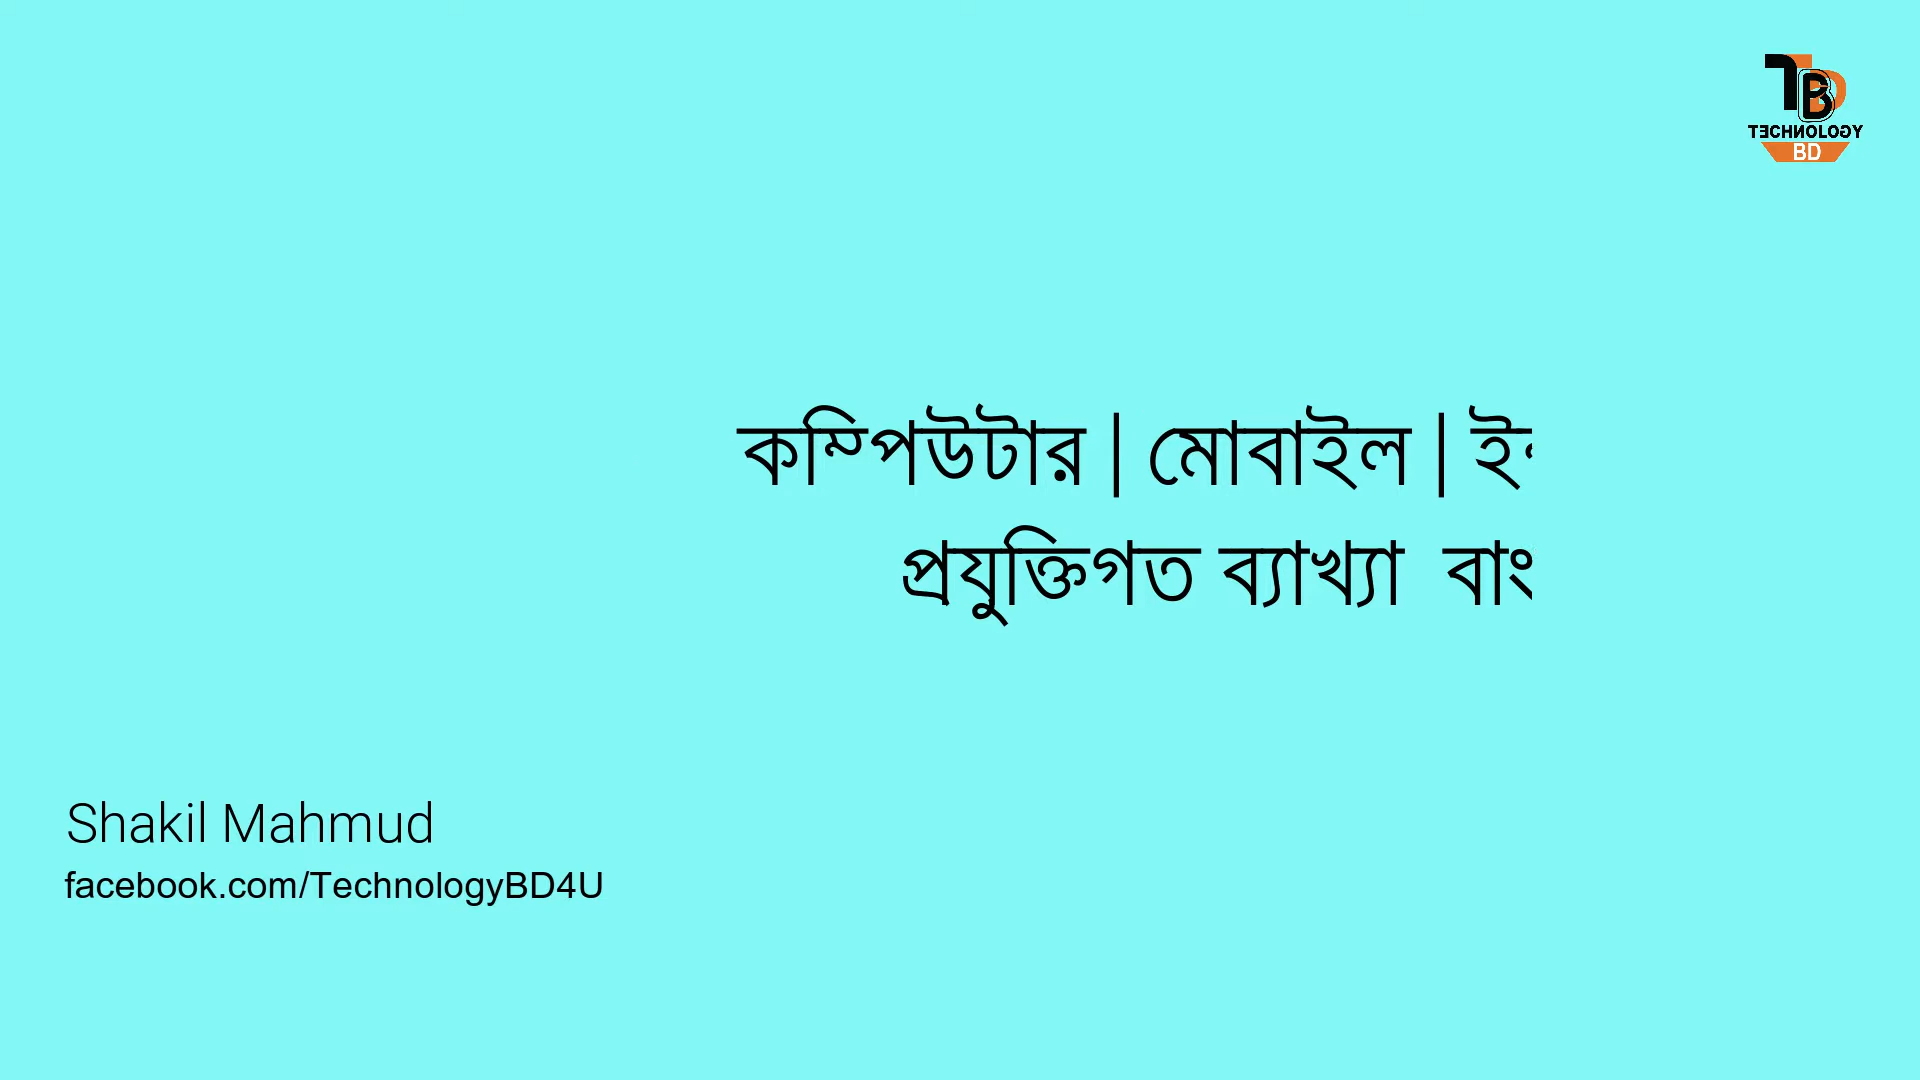 TECHNOLOGY
BD
কম্পিউটার | মোবাইল |
প্রযুক্তিগত ব্যাখ্যা
Shakil Mahmud
facebook.com/TechnologyBD4U